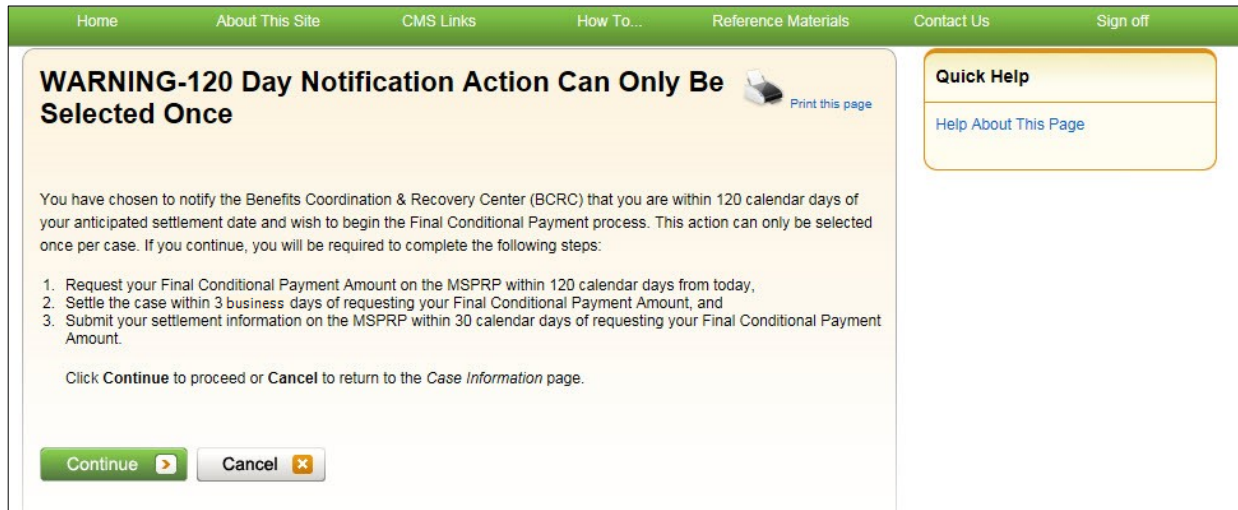 Home About This Site CMS Links How To... Reference Materials Contact Us Sign off
WARNING-120 Day Notification Action Can Only Be
Selected Once
Print this page
Quick Help
Help About This Page
You have chosen to notify the Benefits Coordination & Recovery Center (BCRC) that you are within 120 calendar days of
your anticipated settlement date and wish to begin the Final Conditional Payment process. This action can only be selected
once per case. If you continue, you will be required to complete the following steps:
1. Request your Final Conditional Payment Amount on the MSPRP within 120 calendar days from today,
2. Settle the case within 3 business days of requesting your Final Conditional Payment Amount, and
3. Submit your settlement information on the MSPRP within 30 calendar days of requesting your Final Conditional Payment
Amount.
Click Continue to proceed or Cancel to return to the Case Information page.
Continue Cancel